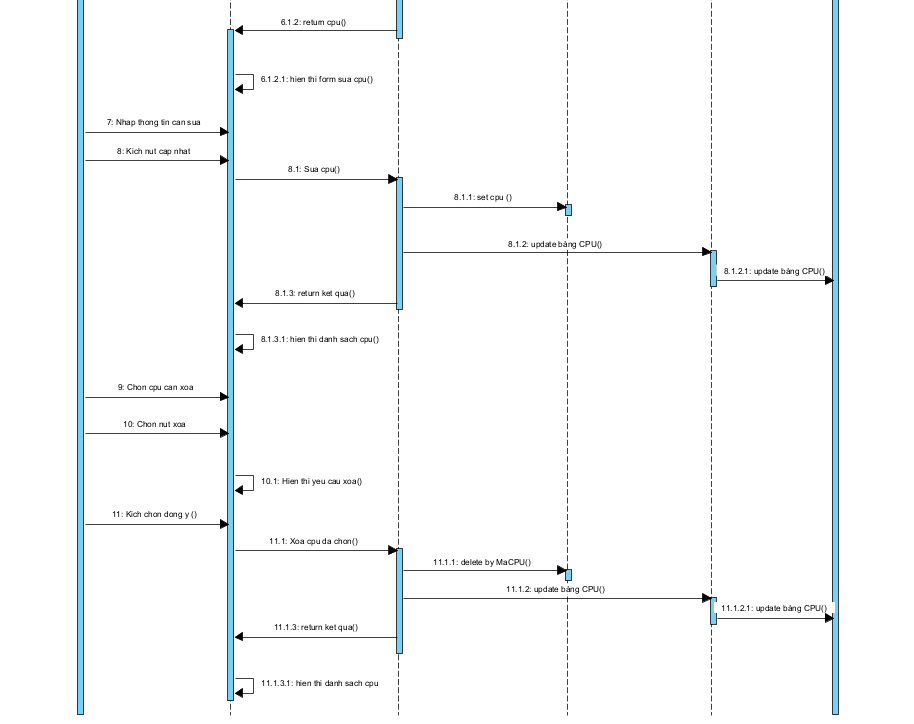 6.1.2: return cpu()
6.1.2.1: hien thi form sua cpu()
7: Nhap thong tin can sua
8: Kich nut cap nhat
8.1: Sua cpu()
8.1.1: set cpu ()
8.1.2: update bảng CPU()
8.1.2.1: update bảng CPU()
8.1.3: return ket qua()
8.1.3.1: hien thi danh sach cpu()
9: Chon cpu can xoa
10: Chon nut xoa
10.1: Hien thi yeu cau xoa()
11: Kich chon dong y ()
11.1: Xoa cpu da chon()
11.1.1: delete by MaCPU()
11.1.2: update bảng CPU()
11.1.2.1: update bảng CPU()
11.1.3: return ket qua()
11.1.3.1: hien thi danh sach cpu